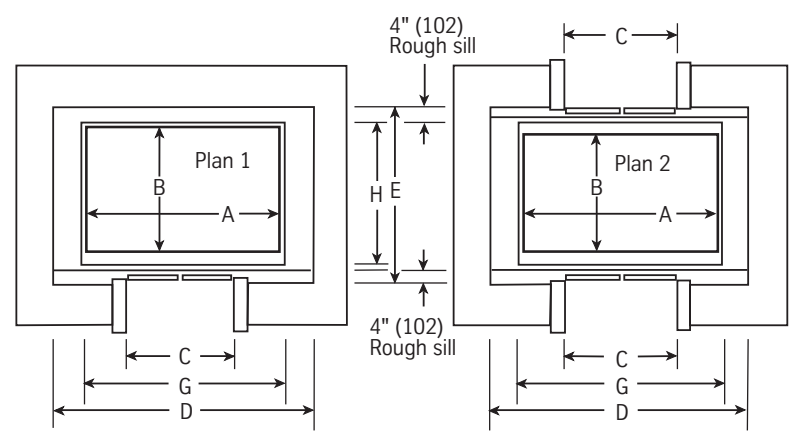 4" (102)
Rough sill
C
Plan 1
B
A
H
E
Plan 2
B
A
4" (102)
Rough sill
C
G
D
C
G
D